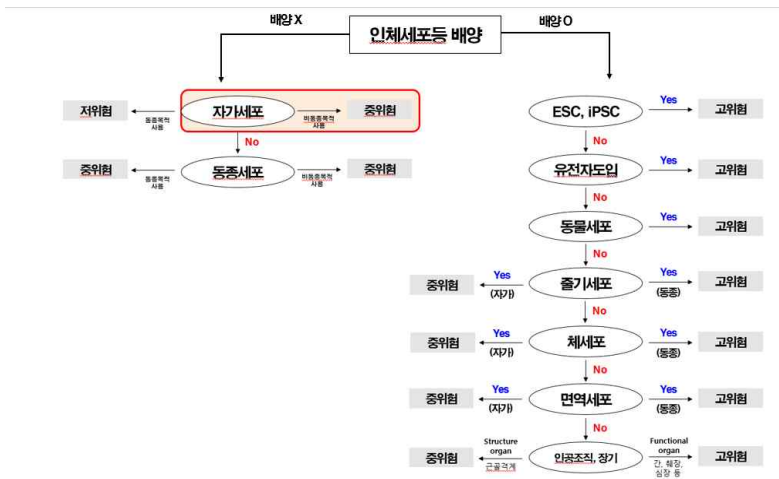 배양 X
인체세포등 배양
배양 O
저위험
동종목적
사용
자가세포
비동종목적
사용
중위험
No
중위험
동종목적
사용
동종세포
비동종목적
사용
중위험
ESC, iPSC
Yes
고위험
No
유전자도입
Yes
고위험
No
동물세포
Yes
고위험
No
중위험
Yes
(자가)
줄기세포
Yes
(동종)
고위험
No
중위험
Yes
(자가)
체세포
Yes
(동종)
고위험
No
중위험
Yes
(자가)
면역세포
Yes
(동종)
고위험
No
중위험
Structure
organ
근골격계
인공조직, 장기
Functional
organ
간, 췌장,
심장 등
고위험